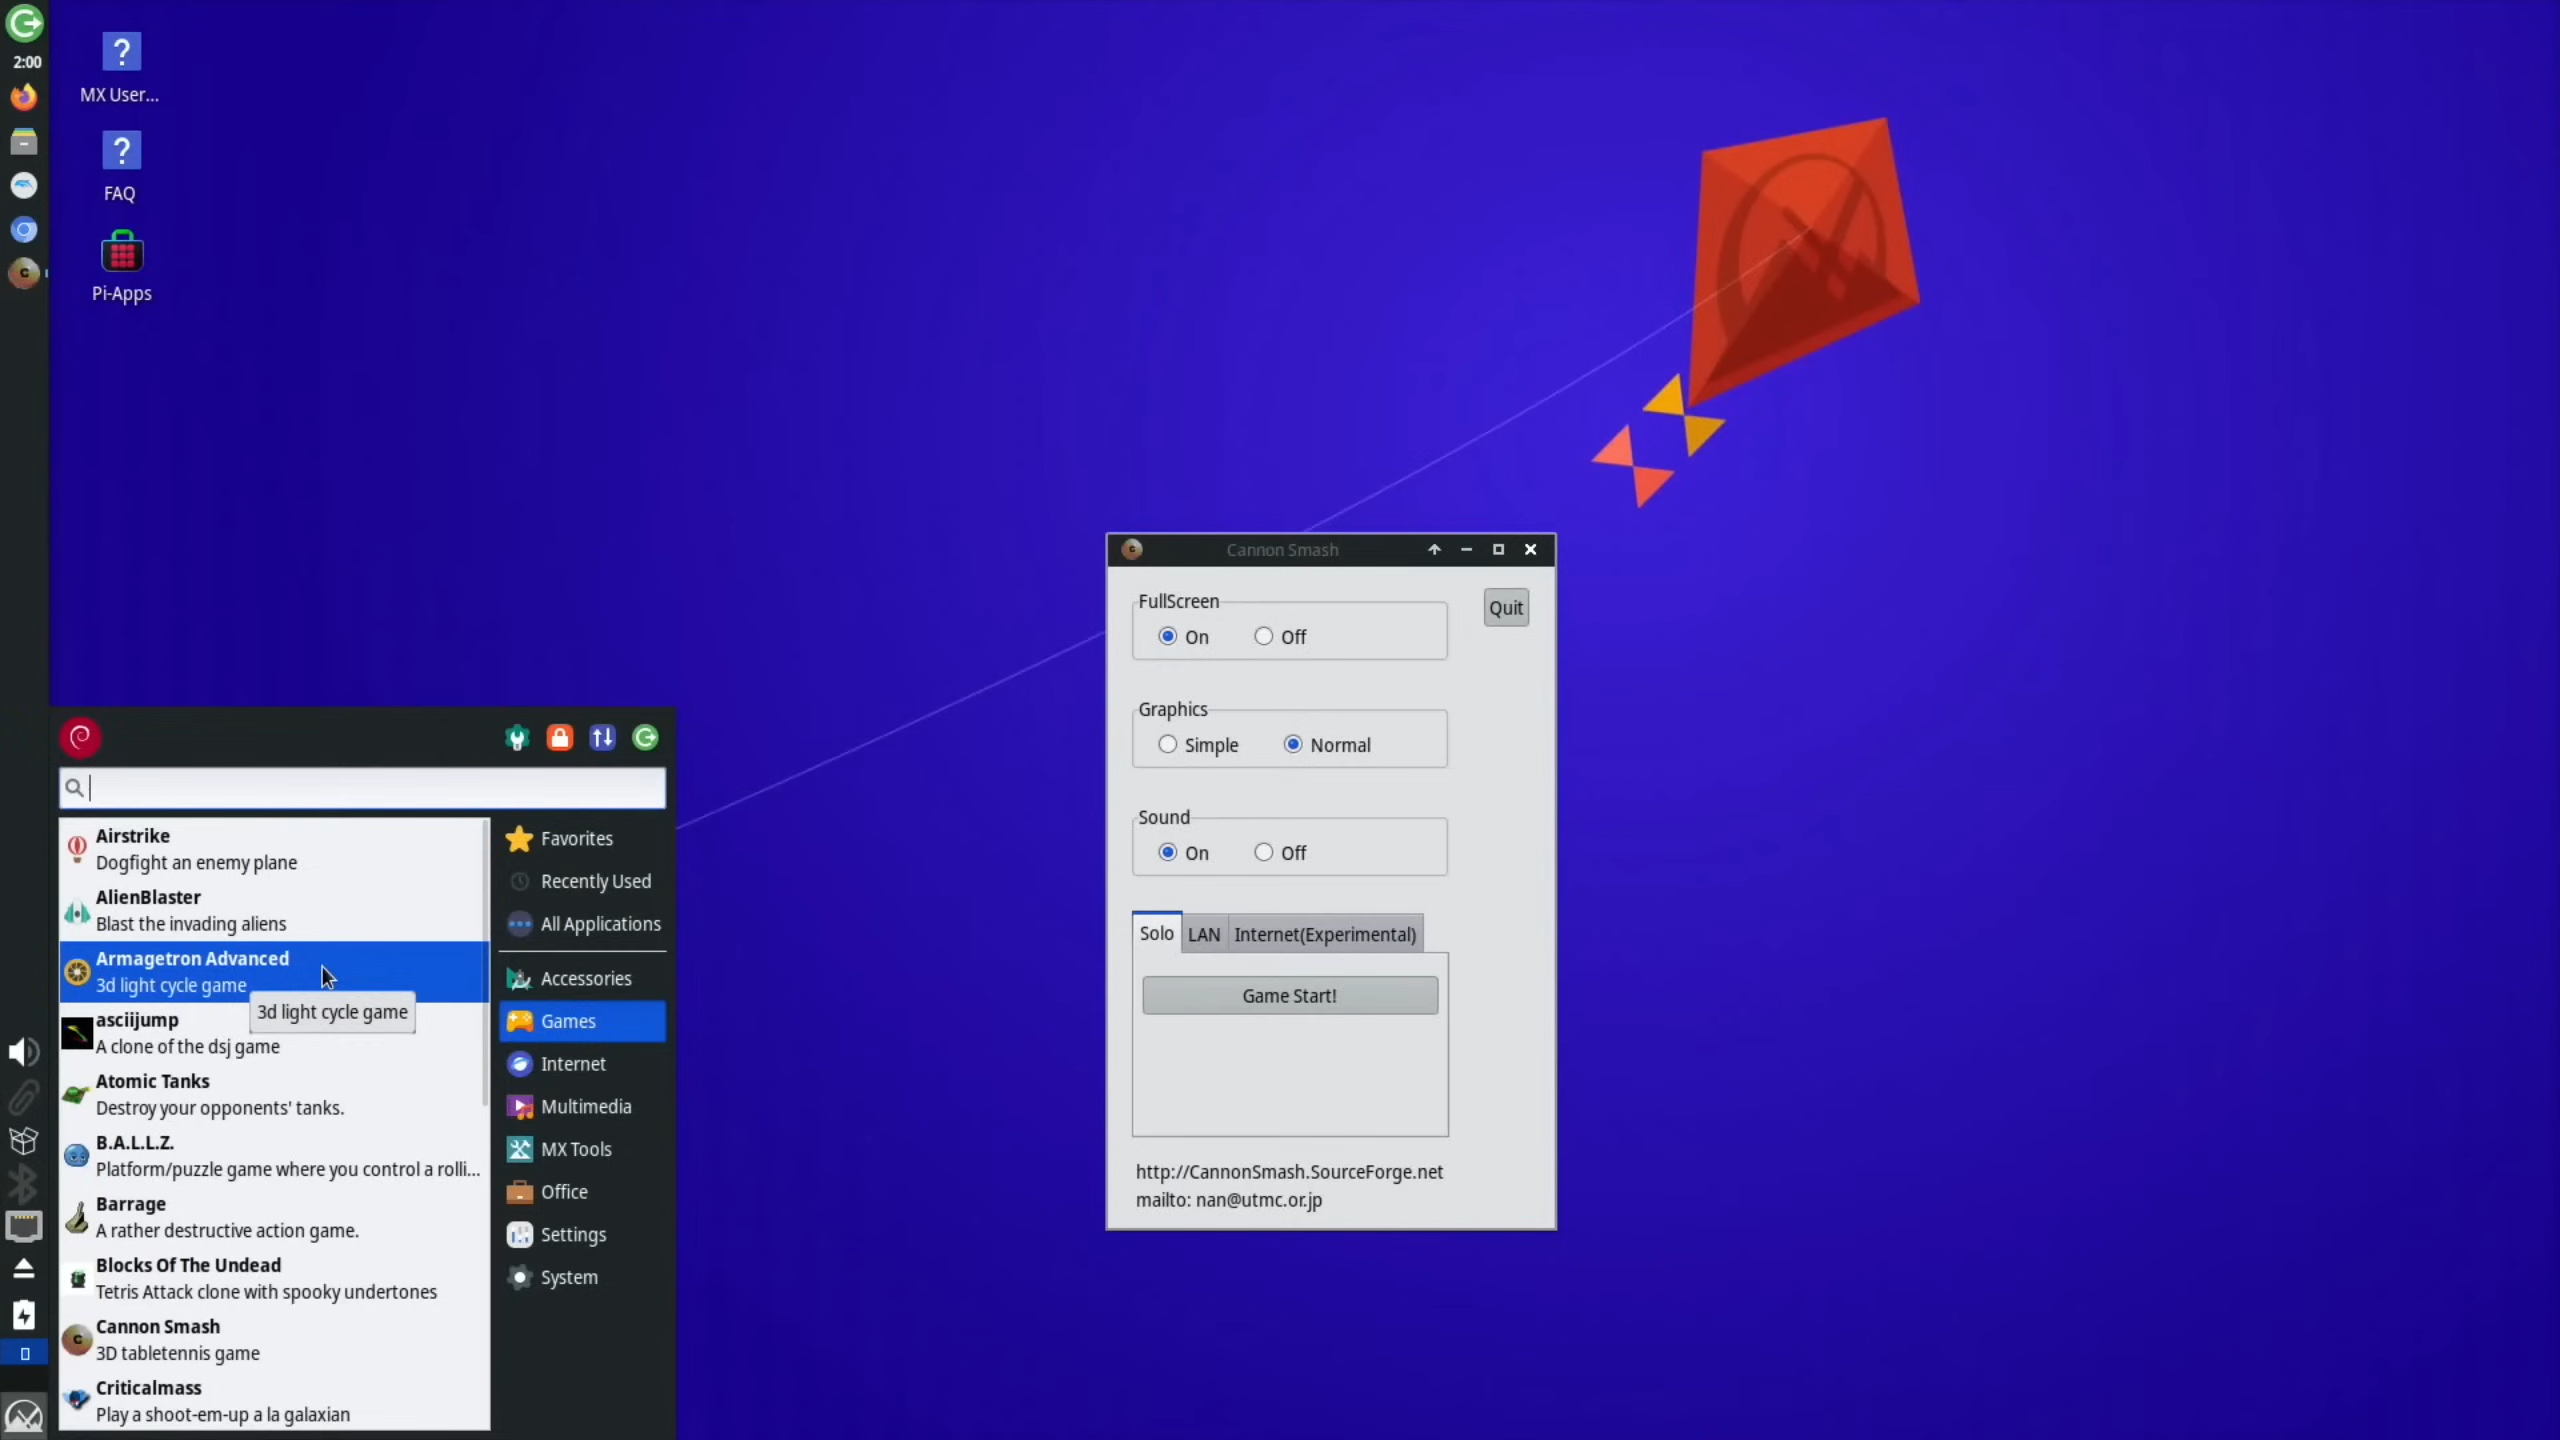 2:00
?
MX User...
?
FAQ
Pi-Apps
Cannon Smash
FullScreen
On
Off
Quit
Graphics
Simple
Normal
Sound
On
Off
Solo
LAN
Internet(Experimental)
Game Start!
http://CannonSmash.SourceForge.net
mailto: nan@utmc.or.jp
Airstrike
Dogfight an enemy plane
AlienBlaster
Blast the invading aliens
Armagetron Advanced
3d light cycle game
3d light cycle game
asciijump
A clone of the dsj game
Atomic Tanks
Destroy your opponents' tanks.
B.A.L.L.Z.
Platform/puzzle game where you control a rolli...
Barrage
A rather destructive action game.
Blocks Of The Undead
Tetris Attack clone with spooky undertones
Cannon Smash
3D tabletennis game
Criticalmass
Play a shoot-em-up a la galaxian
Favorites
Recently Used
All Applications
Accessories
Games
Internet
Multimedia
MX Tools
Office
Settings
System